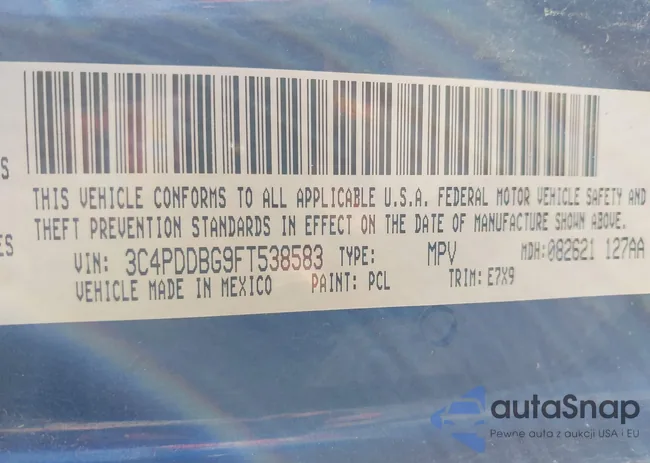 S
THIS VEHICLE CONFORMS TO ALL APPLICABLE U.S.A. FEDERAL MOTOR VEHICLE SAFETY AND
THEFT PREVENTION STANDARDS IN EFFECT ON THE DATE OF MANUFACTURE SHOWN ABOVE.
ES
VIN: 3C4PDDBG9FT538583 TYPE: MPV MDH:082621 127AA
VEHICLE MADE IN MEXICO PAINT: PCL TRIM: E7X9
autaSnap
Pewne auta z aukcji USA i EU